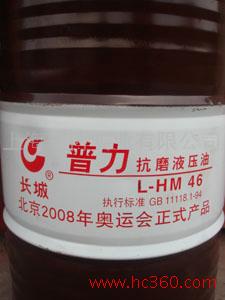 普力 抗磨液压油
长城®
L-HM 46
执行标准 GB 11118.1-94
北京2008年奥运会正式产品
www.hc360.com